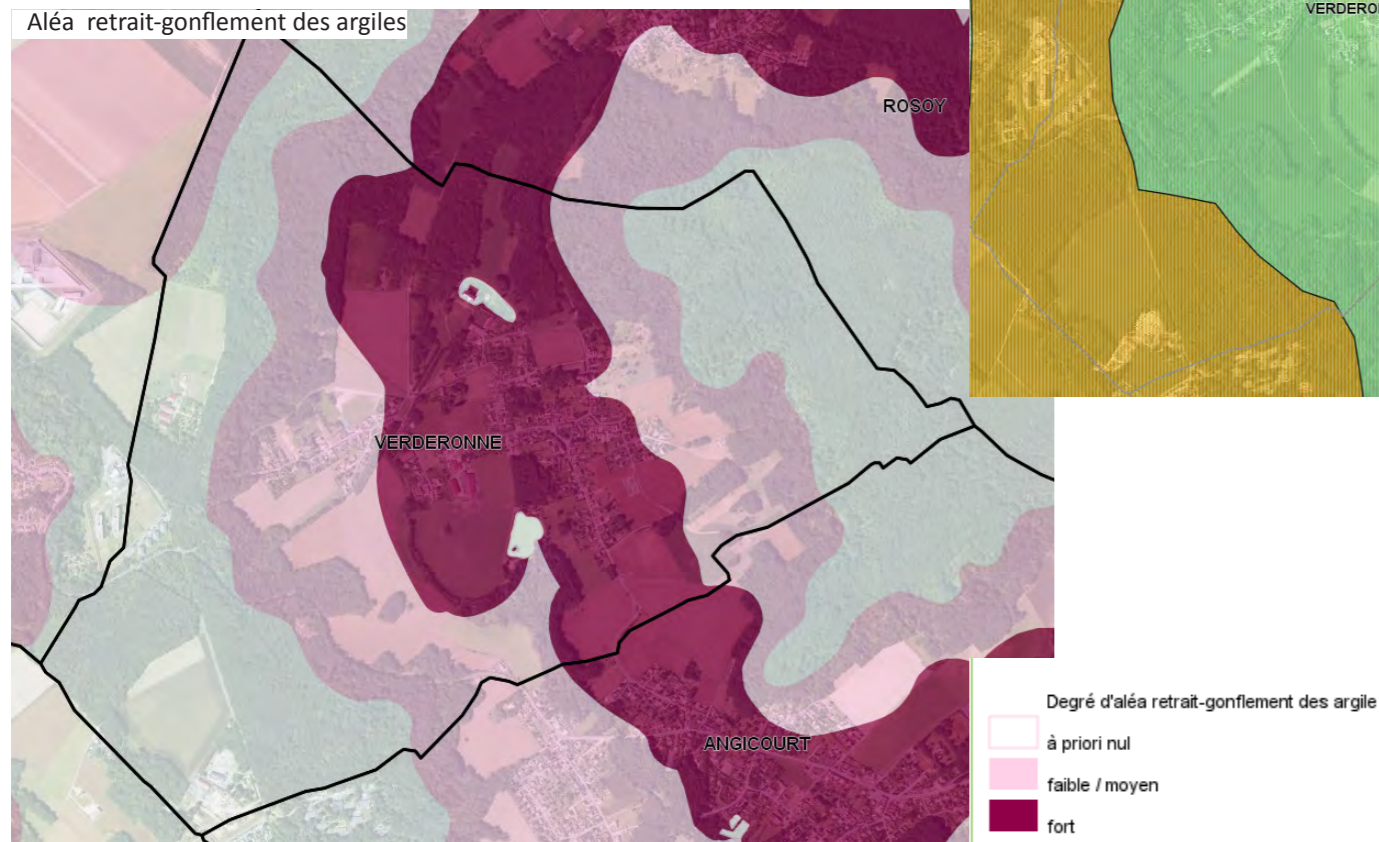 Aléa retrait-gonflement des argiles
VERDERO
ROSOY
VERDERONNE
ANGICOURT
Degré d'aléa retrait-gonflement des argile
à priori nul
faible / moyen
fort